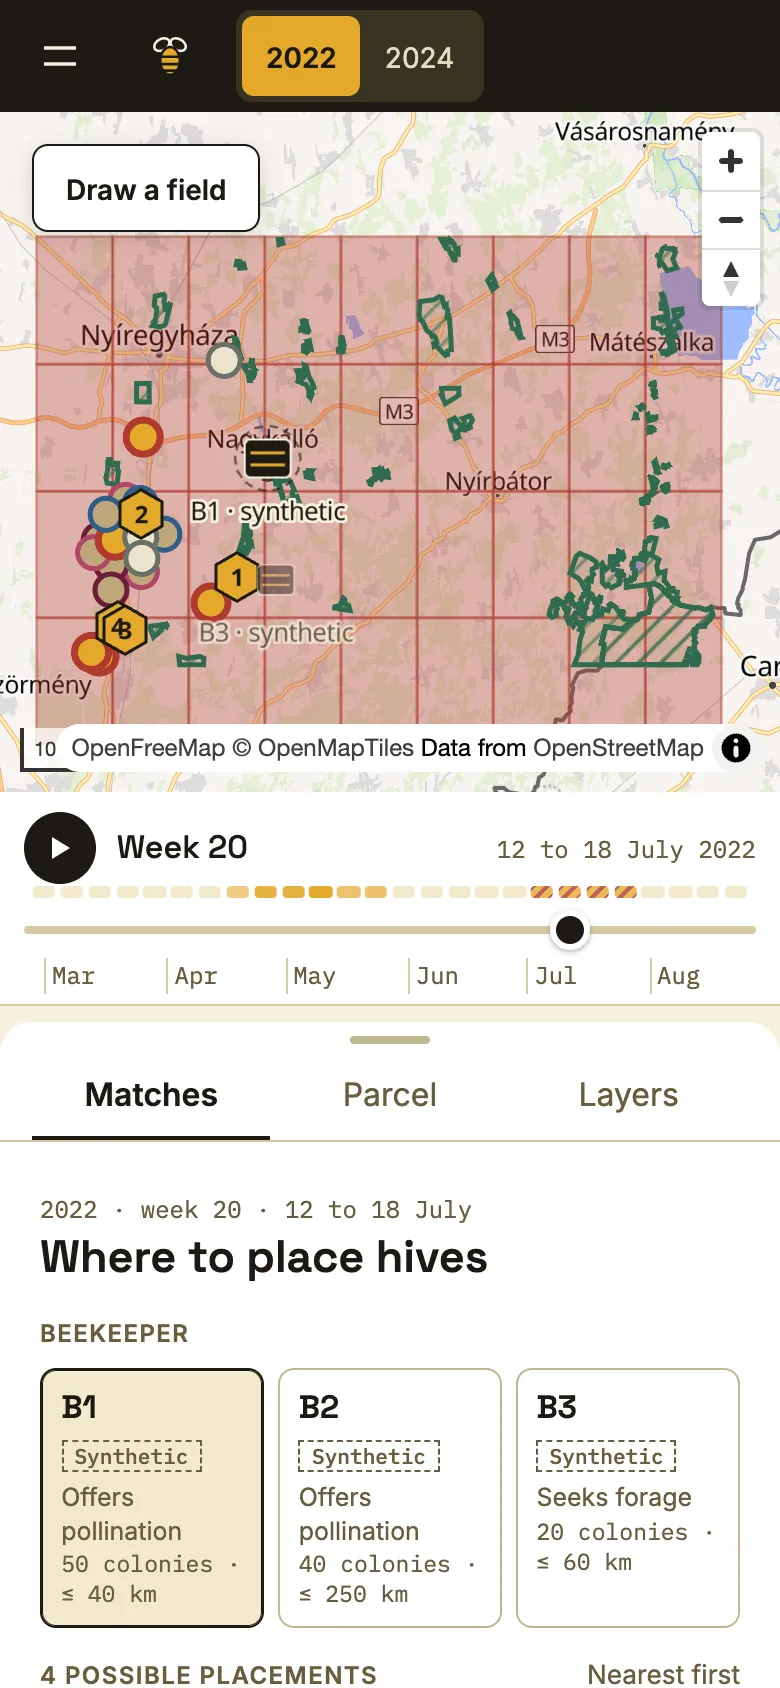 2022
2024
Vásárosnamény
Draw a field
Nyíregyháza
M3
Mátészalka
M3
Nagykálló
Nyírbátor
2
B1 · synthetic
1
B3 · synthetic
4
3
zörmény
Car
10
OpenFreeMap © OpenMapTiles Data from OpenStreetMap
Week 20
12 to 18 July 2022
Mar
Apr
May
Jun
Jul
Aug
Matches
Parcel
Layers
2022 · week 20 · 12 to 18 July
Where to place hives
BEEKEEPER
B1
Synthetic
Offers
pollination
50 colonies ·
≤ 40 km
B2
Synthetic
Offers
pollination
40 colonies ·
≤ 250 km
B3
Synthetic
Seeks forage
20 colonies ·
≤ 60 km
4 POSSIBLE PLACEMENTS
Nearest first